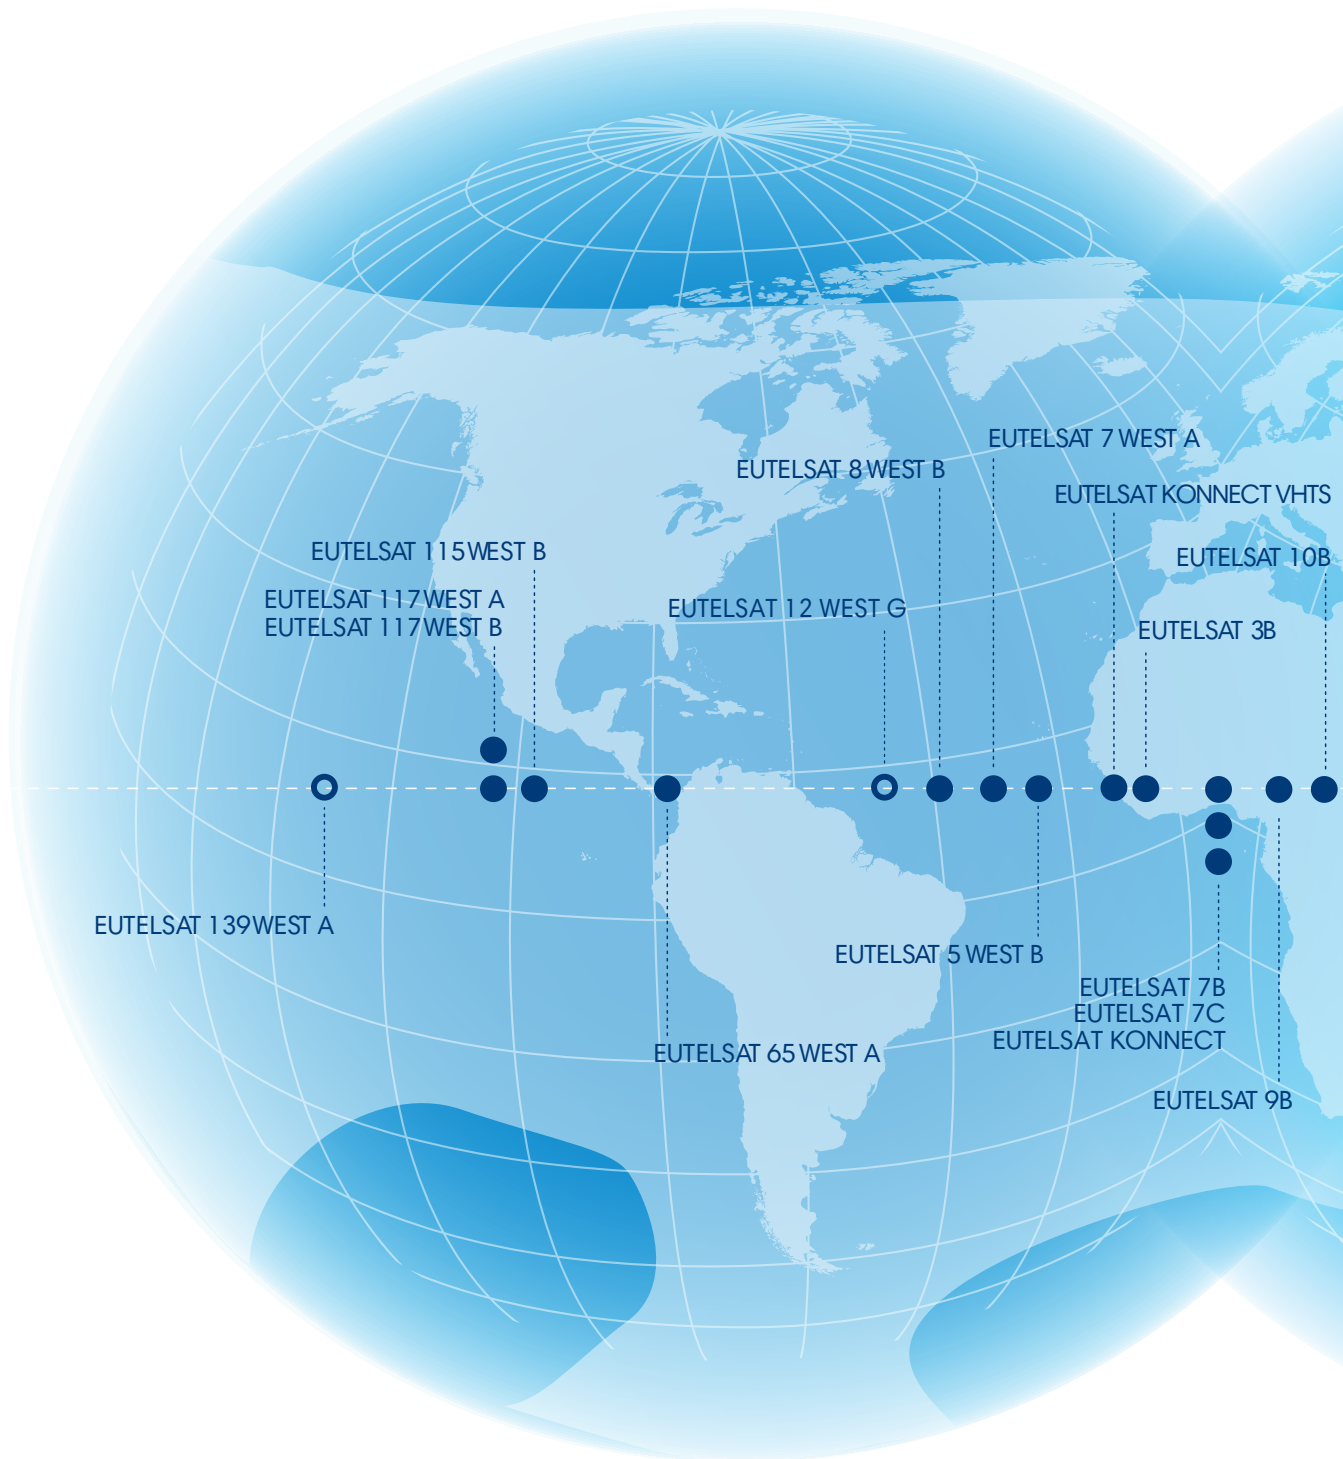 EUTELSAT 7 WEST A
EUTELSAT 8 WEST B
EUTELSAT KONNECT VHTS
EUTELSAT 115 WEST B
EUTELSAT 10B
EUTELSAT 117 WEST A
EUTELSAT 117 WEST B
EUTELSAT 12 WEST G
EUTELSAT 3B
EUTELSAT 139 WEST A
EUTELSAT 5 WEST B
EUTELSAT 7B
EUTELSAT 7C
EUTELSAT KONNECT
EUTELSAT 65 WEST A
EUTELSAT 9B